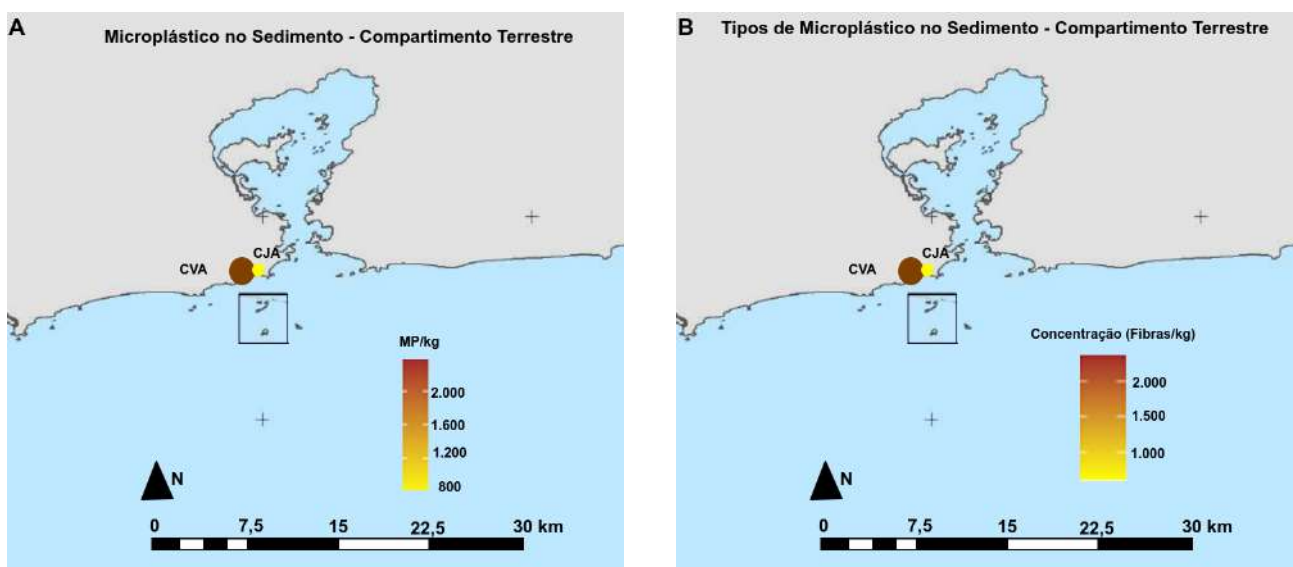 A
Microplástico no Sedimento - Compartimento Terrestre
CJA
CVA
MP/kg
2.000
1.600
1.200
800
N
0 7,5 15 22,5 30 km
B
Tipos de Microplástico no Sedimento - Compartimento Terrestre
CJA
CVA
Concentração (Fibras/kg)
2.000
1.500
1.000
N
0 7,5 15 22,5 30 km